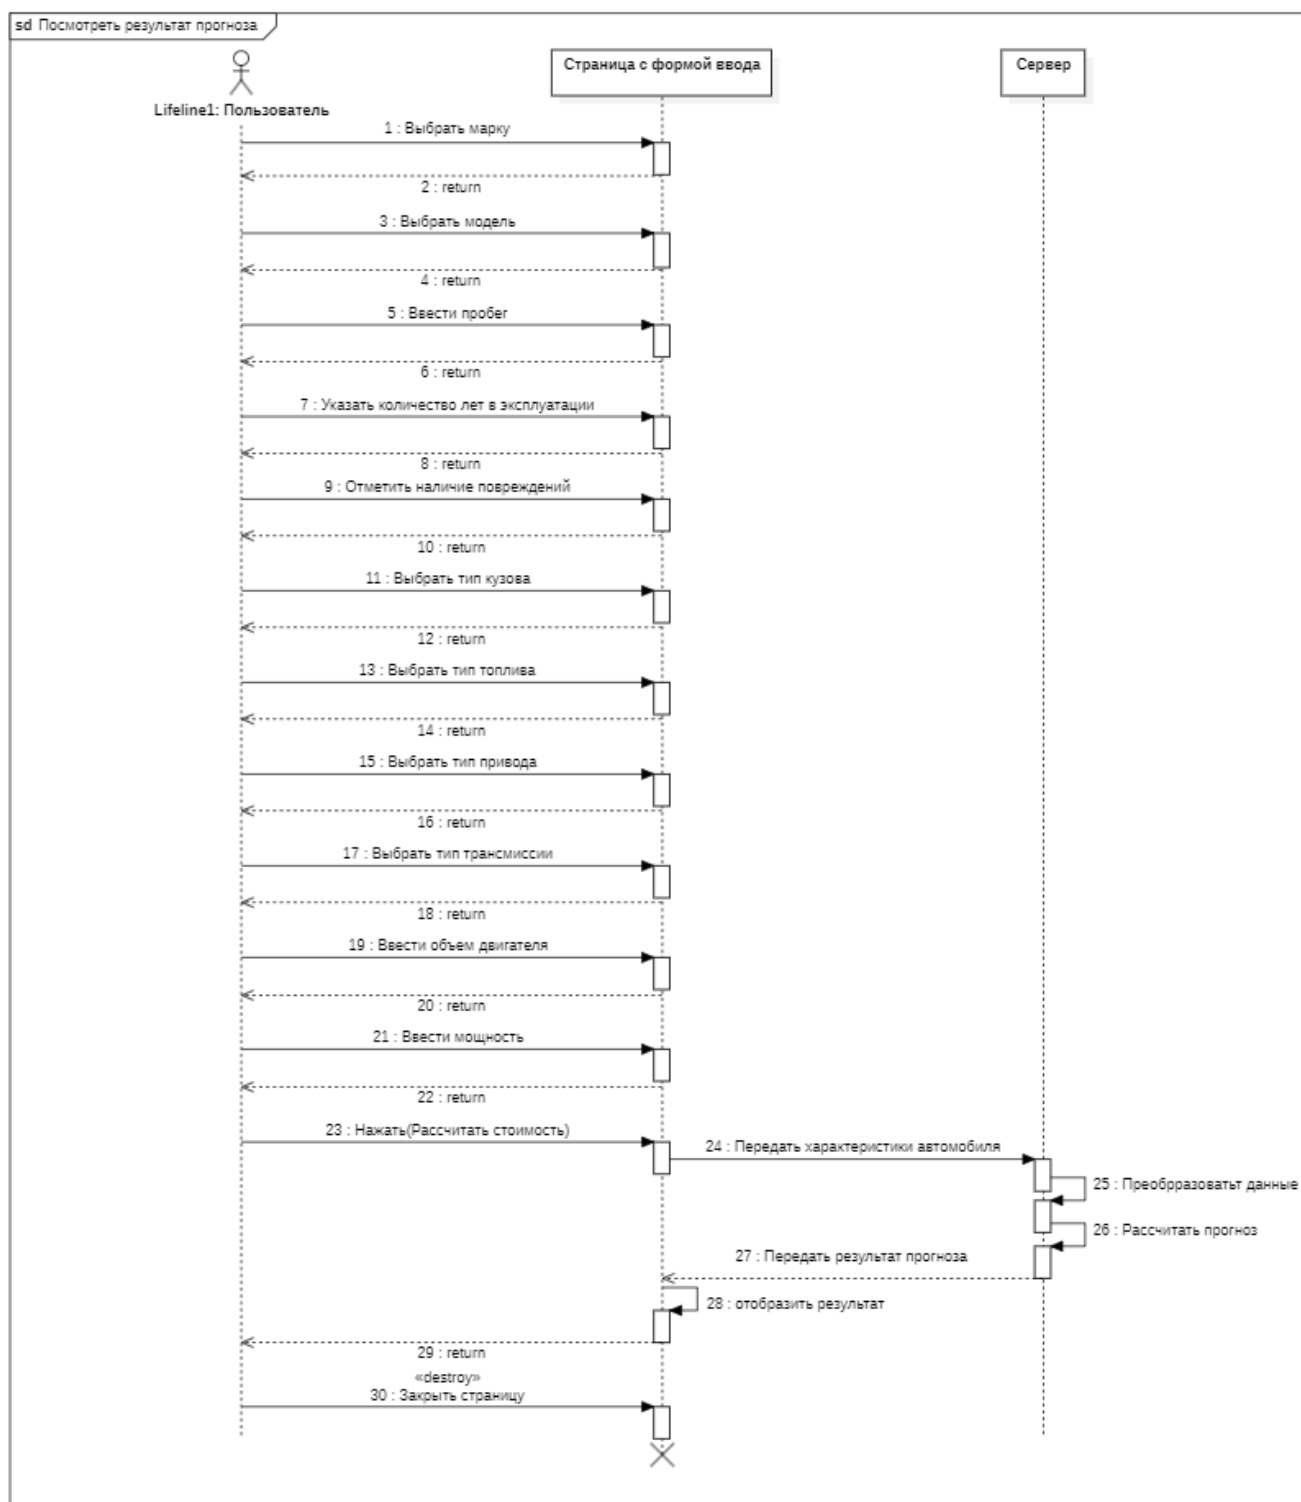 sd Посмотреть результат прогноза
Страница с формой ввода
Сервер
Lifeline1: Пользователь
1 : Выбрать марку
2 : return
3 : Выбрать модель
4 : return
5 : Ввести пробег
6 : return
7 : Указать количество лет в эксплуатации
8 : return
9 : Отметить наличие повреждений
10 : return
11 : Выбрать тип кузова
12 : return
13 : Выбрать тип топлива
14 : return
15 : Выбрать тип привода
16 : return
17 : Выбрать тип трансмиссии
18 : return
19 : Ввести объем двигателя
20 : return
21 : Ввести мощность
22 : return
23 : Нажать(Рассчитать стоимость)
24 : Передать характеристики автомобиля
25 : Преобрразоватьт данные
26 : Рассчитать прогноз
27 : Передать результат прогноза
28 : отобразить результат
29 : return
«destroy»
30 : Закрыть страницу